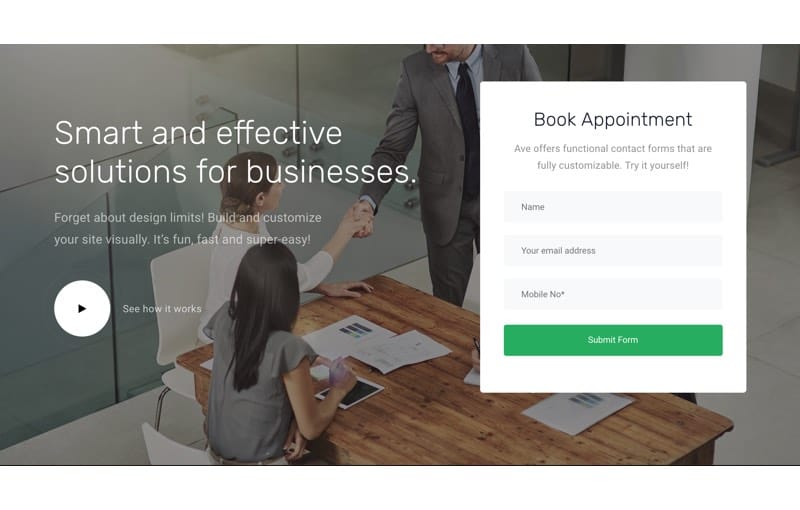 Smart and effective
solutions for businesses.
Forget about design limits! Build and customize
your site visually. It's fun, fast and super-easy!
See how it works
Book Appointment
Ave offers functional contact forms that are
fully customizable. Try it yourself!
Name
Your email address
Mobile No*
Submit Form